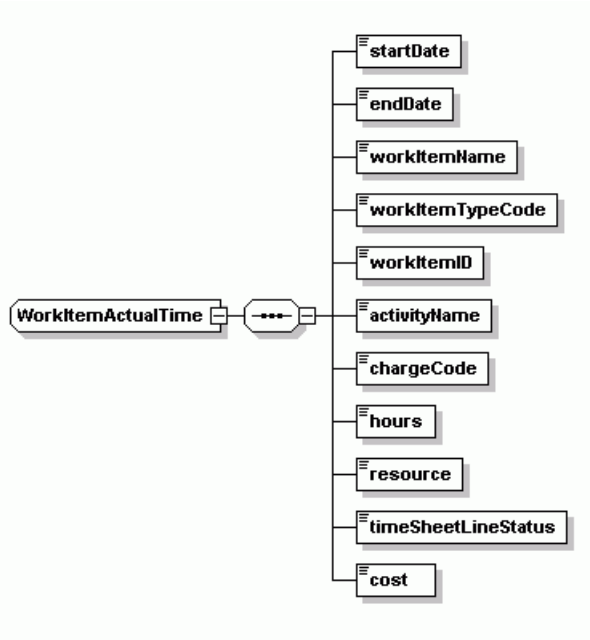 startDate
endDate
workItemName
workItemTypeCode
workItemID
WorkItemActualTime
activityName
chargeCode
hours
resource
timeSheetLineStatus
cost